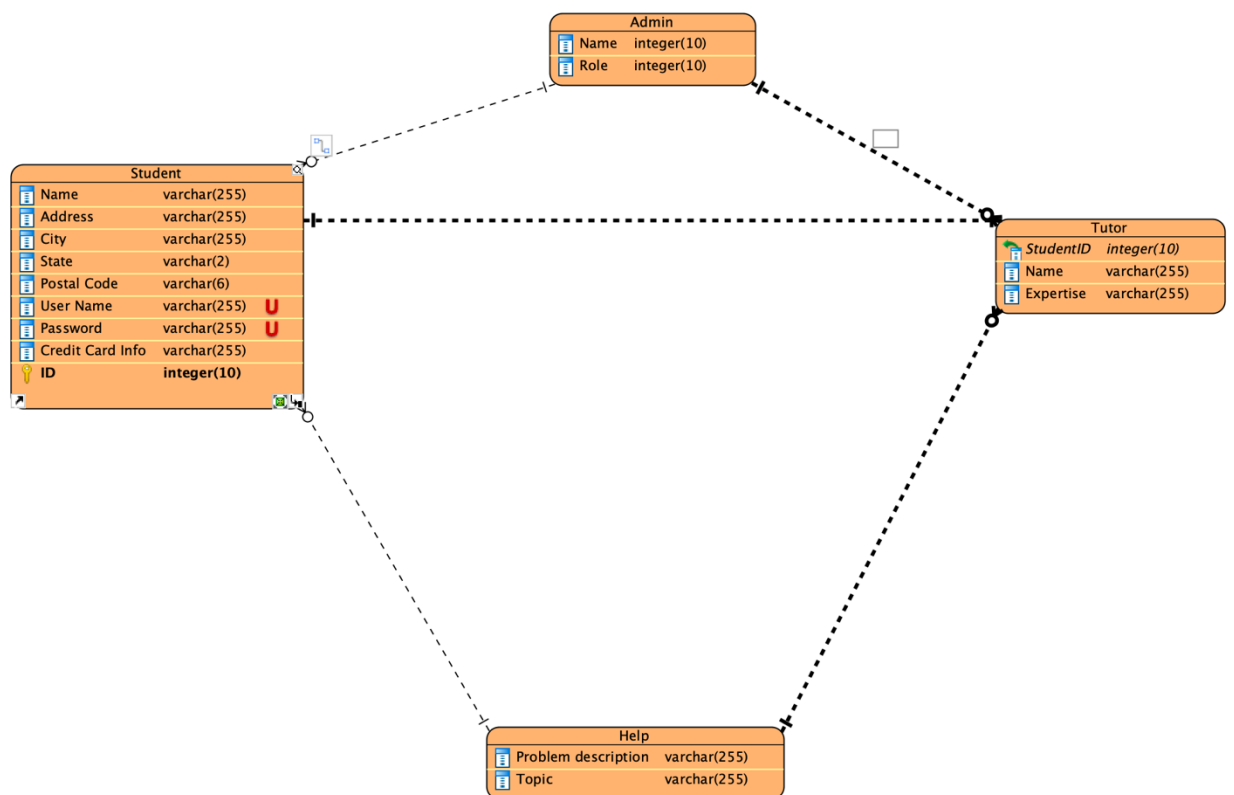 Admin
Name integer(10)
Role integer(10)
Student
Name varchar(255)
Address varchar(255)
City varchar(255)
State varchar(2)
Postal Code varchar(6)
User Name varchar(255) U
Password varchar(255) U
Credit Card Info varchar(255)
ID integer(10)
Tutor
StudentID integer(10)
Name varchar(255)
Expertise varchar(255)
Help
Problem description varchar(255)
Topic varchar(255)